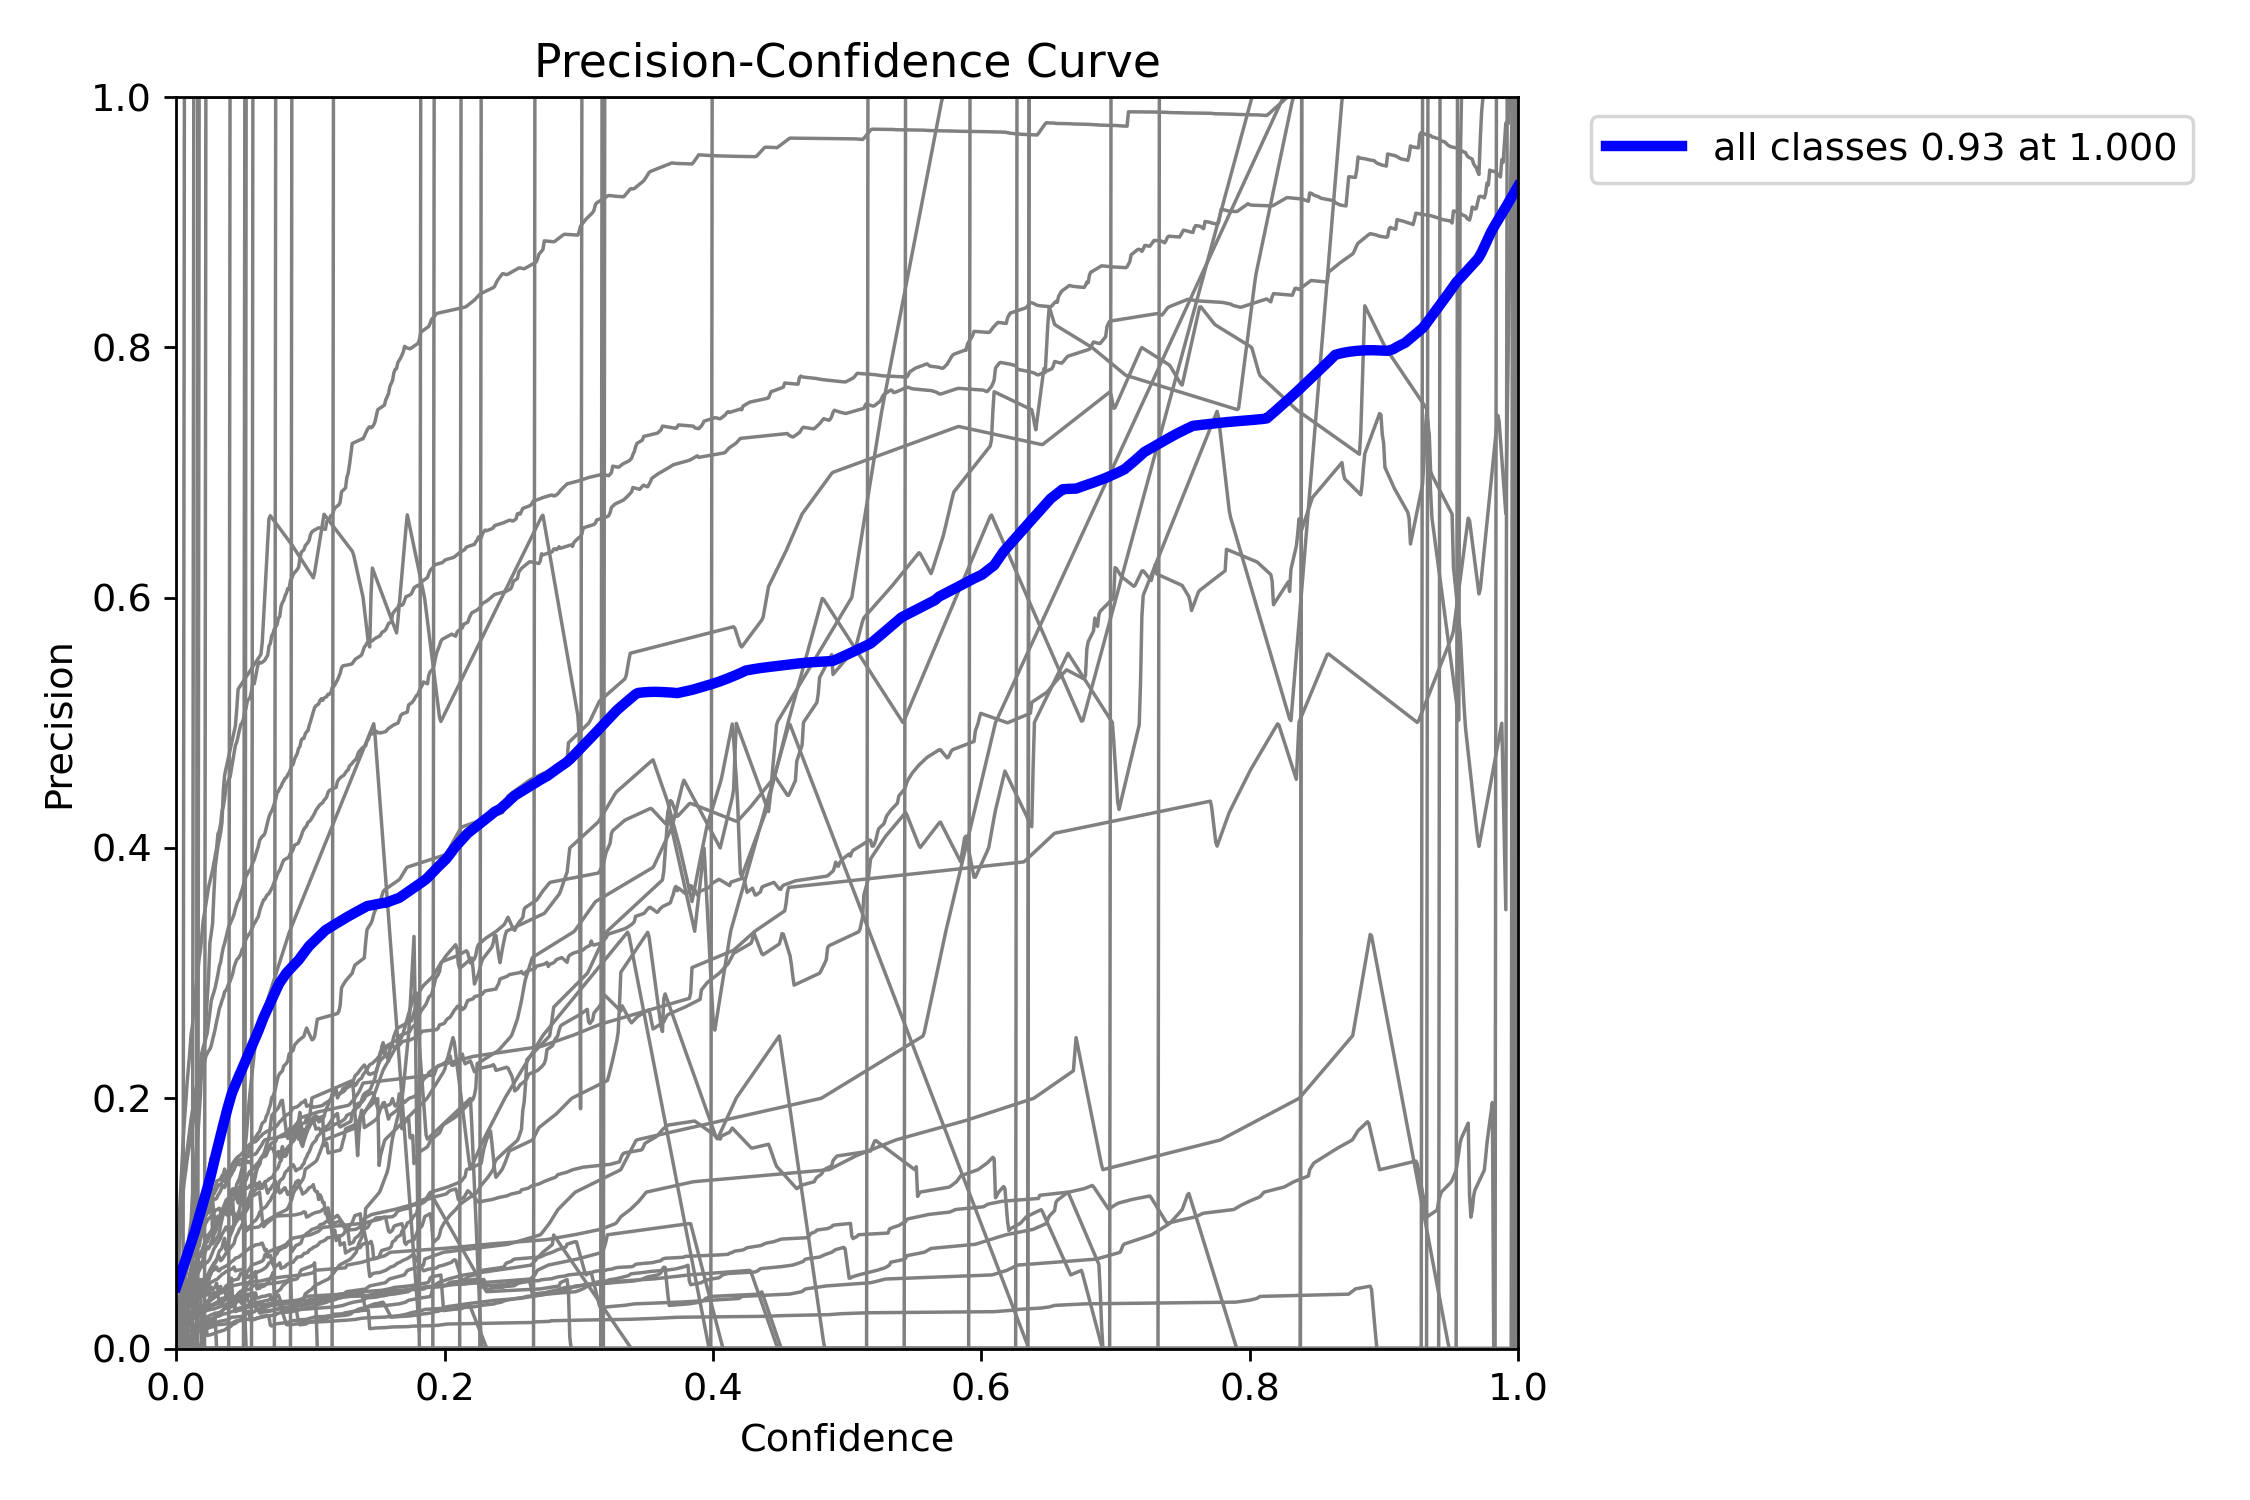 Precision-Confidence Curve
all classes 0.93 at 1.000
Precision
1.0
0.8
0.6
0.4
0.2
0.0
0.0 0.2 0.4 0.6 0.8 1.0
Confidence